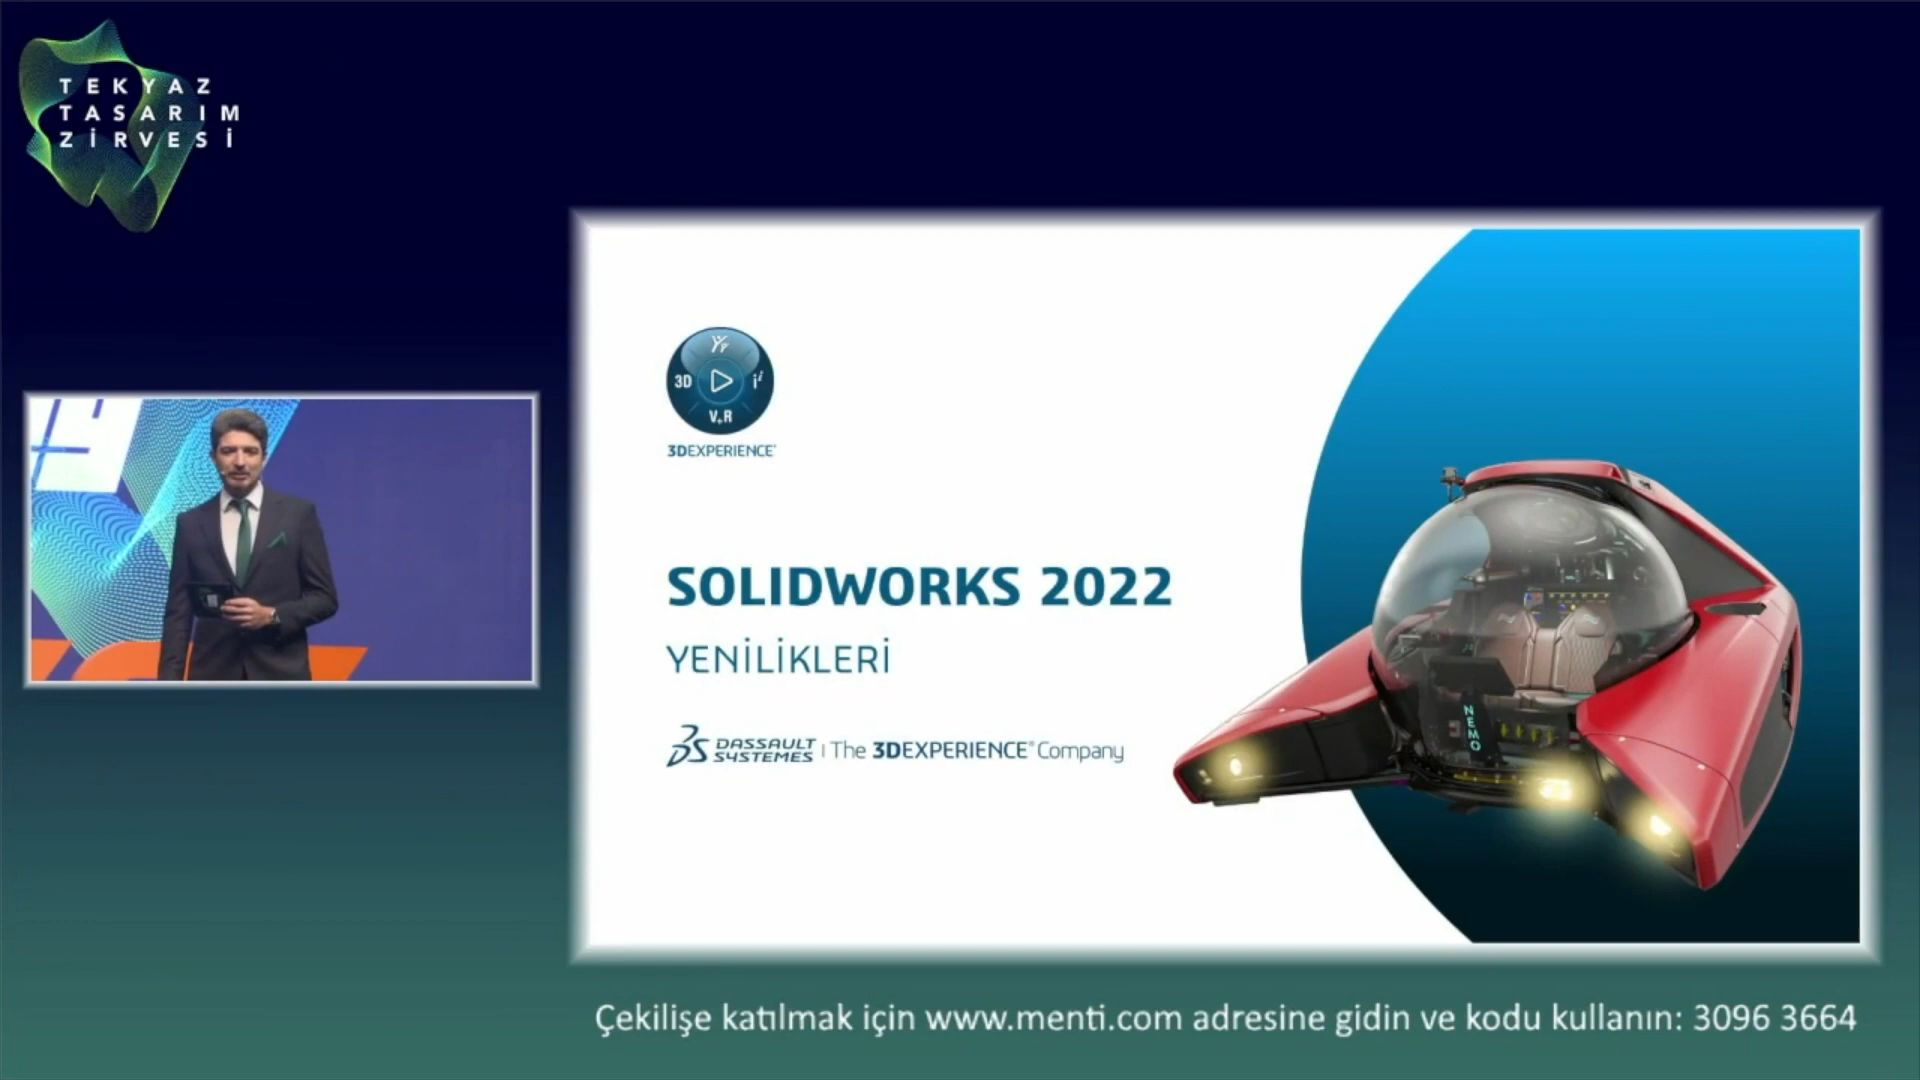 TEKYAZ
TASARIM
ZİRVESİ
3D
V+R
3DEXPERIENCE
SOLIDWORKS 2022
YENİLİKLERİ
DASSAULT SYSTEMES | The 3DEXPERIENCE® Company
NEMO
Çekilişe katılmak için www.menti.com adresine gidin ve kodu kullanın: 3096 3664